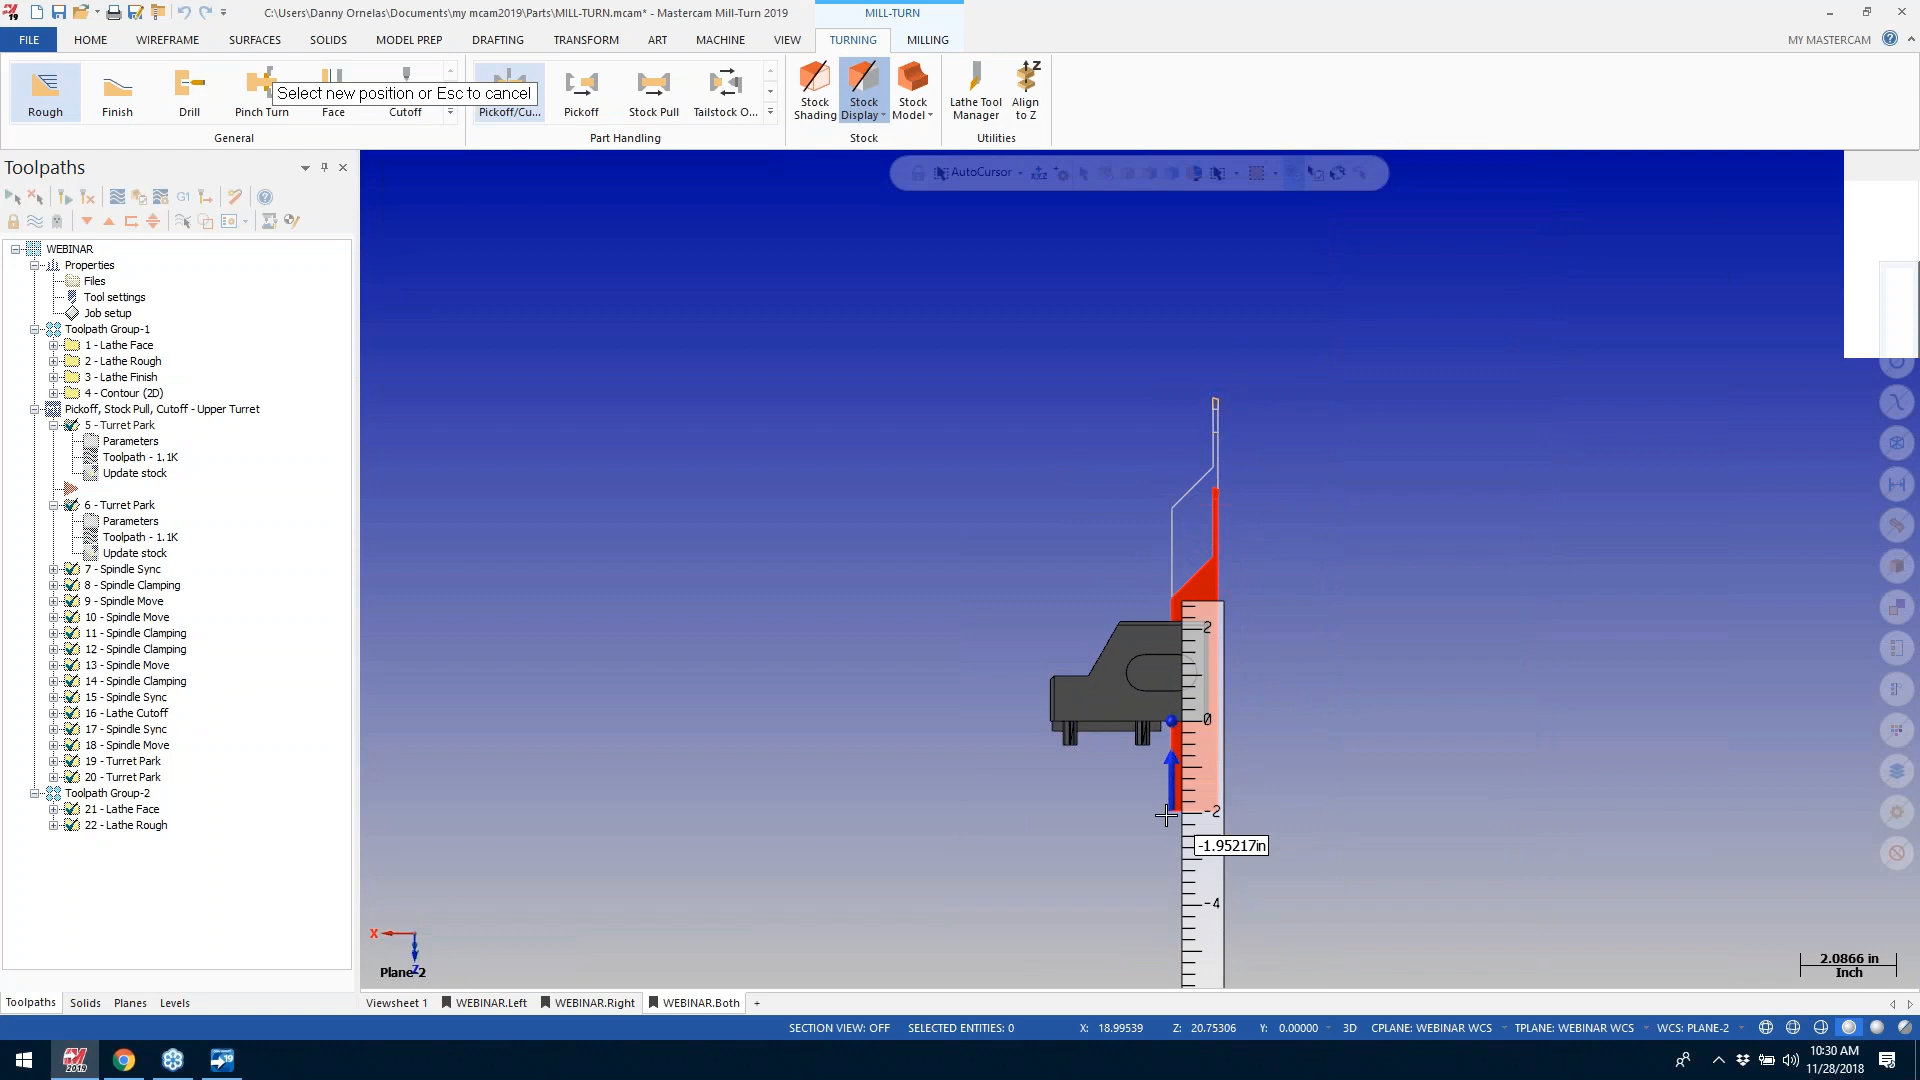 C:\Users\Danny Ornelas\Documents\my mcam2019\Parts\MILL-TURN.mcam* - Mastercam Mill-Turn 2019
MILL-TURN
FILE HOME WIREFRAME SURFACES SOLIDS MODEL PREP DRAFTING TRANSFORM ART MACHINE VIEW TURNING MILLING MY MASTERCAM
Select new position or Esc to cancel
Rough Finish Drill Pinch Turn Face Cutoff Pickoff/Cu... Pickoff Stock Pull Tailstock O... Stock Shading Stock Display Stock Model Lathe Tool Manager Align to Z
General Part Handling Stock Utilities
Toolpaths
AutoCursor
G1
WEBINAR
Properties
Files
Tool settings
Job setup
Toolpath Group-1
1 - Lathe Face
2 - Lathe Rough
3 - Lathe Finish
4 - Contour (2D)
Pickoff, Stock Pull, Cutoff - Upper Turret
5 - Turret Park
Parameters
Toolpath - 1.1K
Update stock
6 - Turret Park
Parameters
Toolpath - 1.1K
Update stock
7 - Spindle Sync
8 - Spindle Clamping
9 - Spindle Move
10 - Spindle Move
11 - Spindle Clamping
12 - Spindle Clamping
13 - Spindle Move
14 - Spindle Clamping
15 - Spindle Sync
16 - Lathe Cutoff
17 - Spindle Sync
18 - Spindle Move
19 - Turret Park
20 - Turret Park
Toolpath Group-2
21 - Lathe Face
22 - Lathe Rough
2
0
-2
-1.95217in
-4
X
Z
Plane-2
2.0866 in
Inch
Toolpaths Solids Planes Levels Viewsheet 1 WEBINAR.Left WEBINAR.Right WEBINAR.Both +
SECTION VIEW: OFF SELECTED ENTITIES: 0 X: 18.99539 Z: 20.75306 Y: 0.00000 3D CPLANE: WEBINAR WCS TPLANE: WEBINAR WCS WCS: PLANE-2
2019
19
10:30 AM
11/28/2018